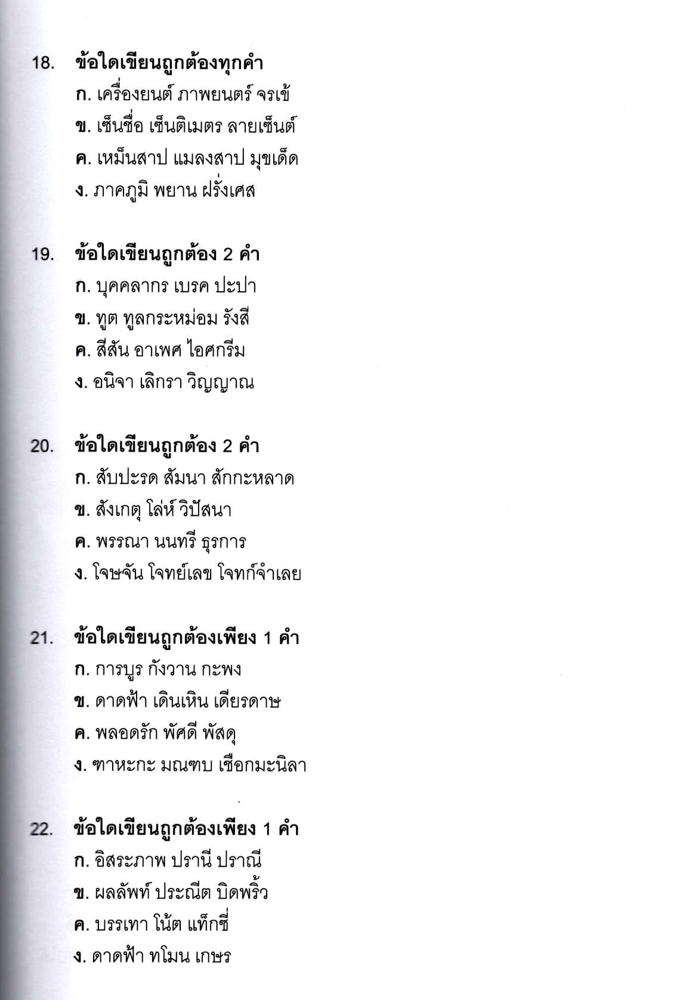 18. ข้อใดเขียนถูกต้องทุกคำ
ก. เครื่องยนต์ ภาพยนตร์ จรเข้
ข. เซ็นชื่อ เซ็นติเมตร ลายเซ็นต์
ค. เหม็นสาป แมลงสาป มุขเด็ด
ง. ภาคภูมิ พยาน ฝรั่งเศส
19. ข้อใดเขียนถูกต้อง 2 คำ
ก. บุคคลากร เบรค ปะปา
ข. ทูต ทูลกระหม่อม รังสี
ค. สีสัน อาเพศ ไอศกรีม
ง. อนิจา เลิกรา วิญญาณ
20. ข้อใดเขียนถูกต้อง 2 คำ
ก. สับปะรด สัมนา สักกะหลาด
ข. สังเกตุ โล่ห์ วิปัสนา
ค. พรรณา นนทรี ธุรการ
ง. โจษจัน โจทย์เลข โจทก์จำเลย
21. ข้อใดเขียนถูกต้องเพียง 1 คำ
ก. การบูร กังวาน กะพง
ข. ดาดฟ้า เดินเหิน เดียรดาษ
ค. พลอดรัก พัศดี พัสดุ
ง. ฑาหะกะ มณฑบ เชือกมะนิลา
22. ข้อใดเขียนถูกต้องเพียง 1 คำ
ก. อิสระภาพ ปรานี ปราณี
ข. ผลลัพท์ ประณีต บิดพริ้ว
ค. บรรเทา โน้ต แท็กซี่
ง. ดาดฟ้า ทโมน เกษร